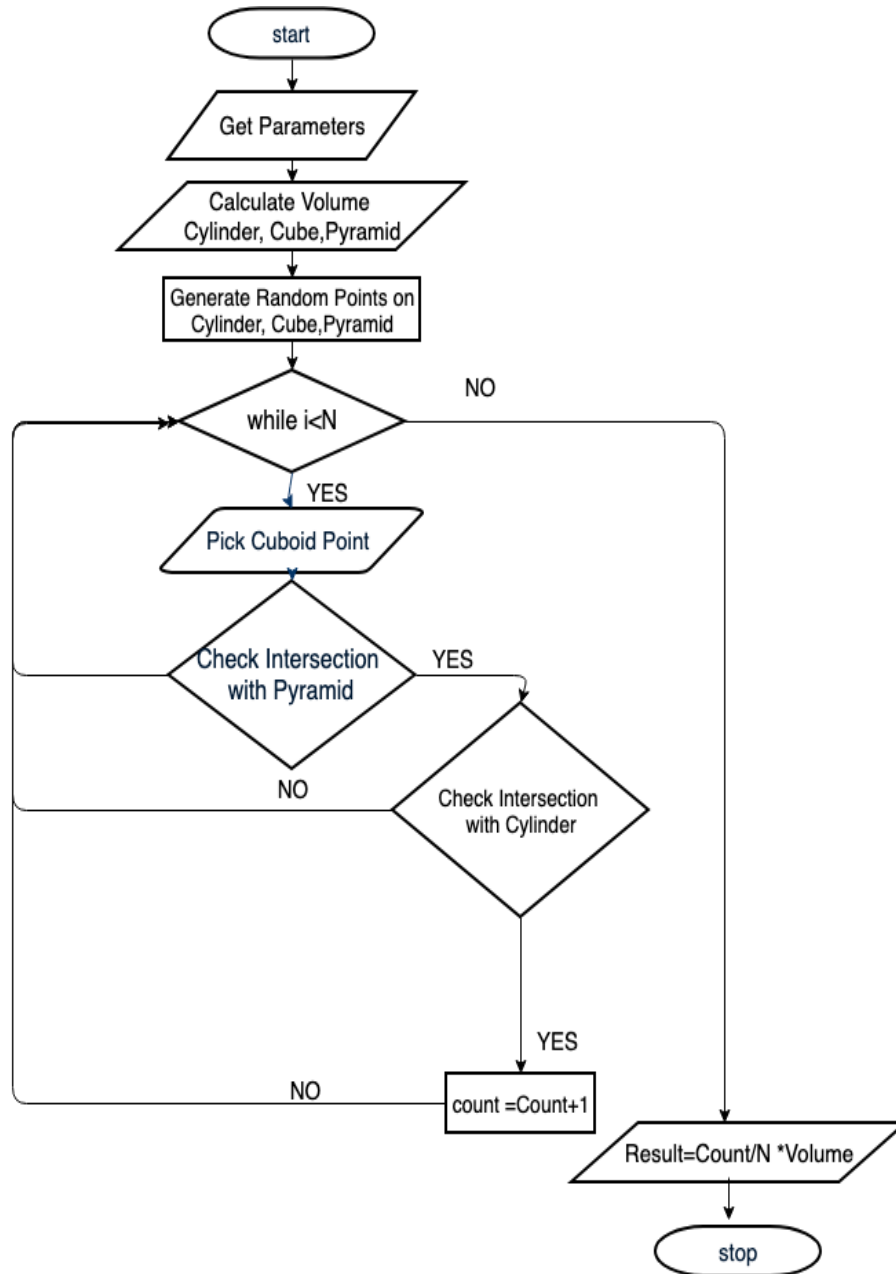 start
Get Parameters
Calculate Volume
Cylinder, Cube,Pyramid
Generate Random Points on
Cylinder, Cube,Pyramid
while i<N
NO
YES
Pick Cuboid Point
Check Intersection
with Pyramid
YES
NO
Check Intersection
with Cylinder
YES
NO
count =Count+1
Result=Count/N *Volume
stop